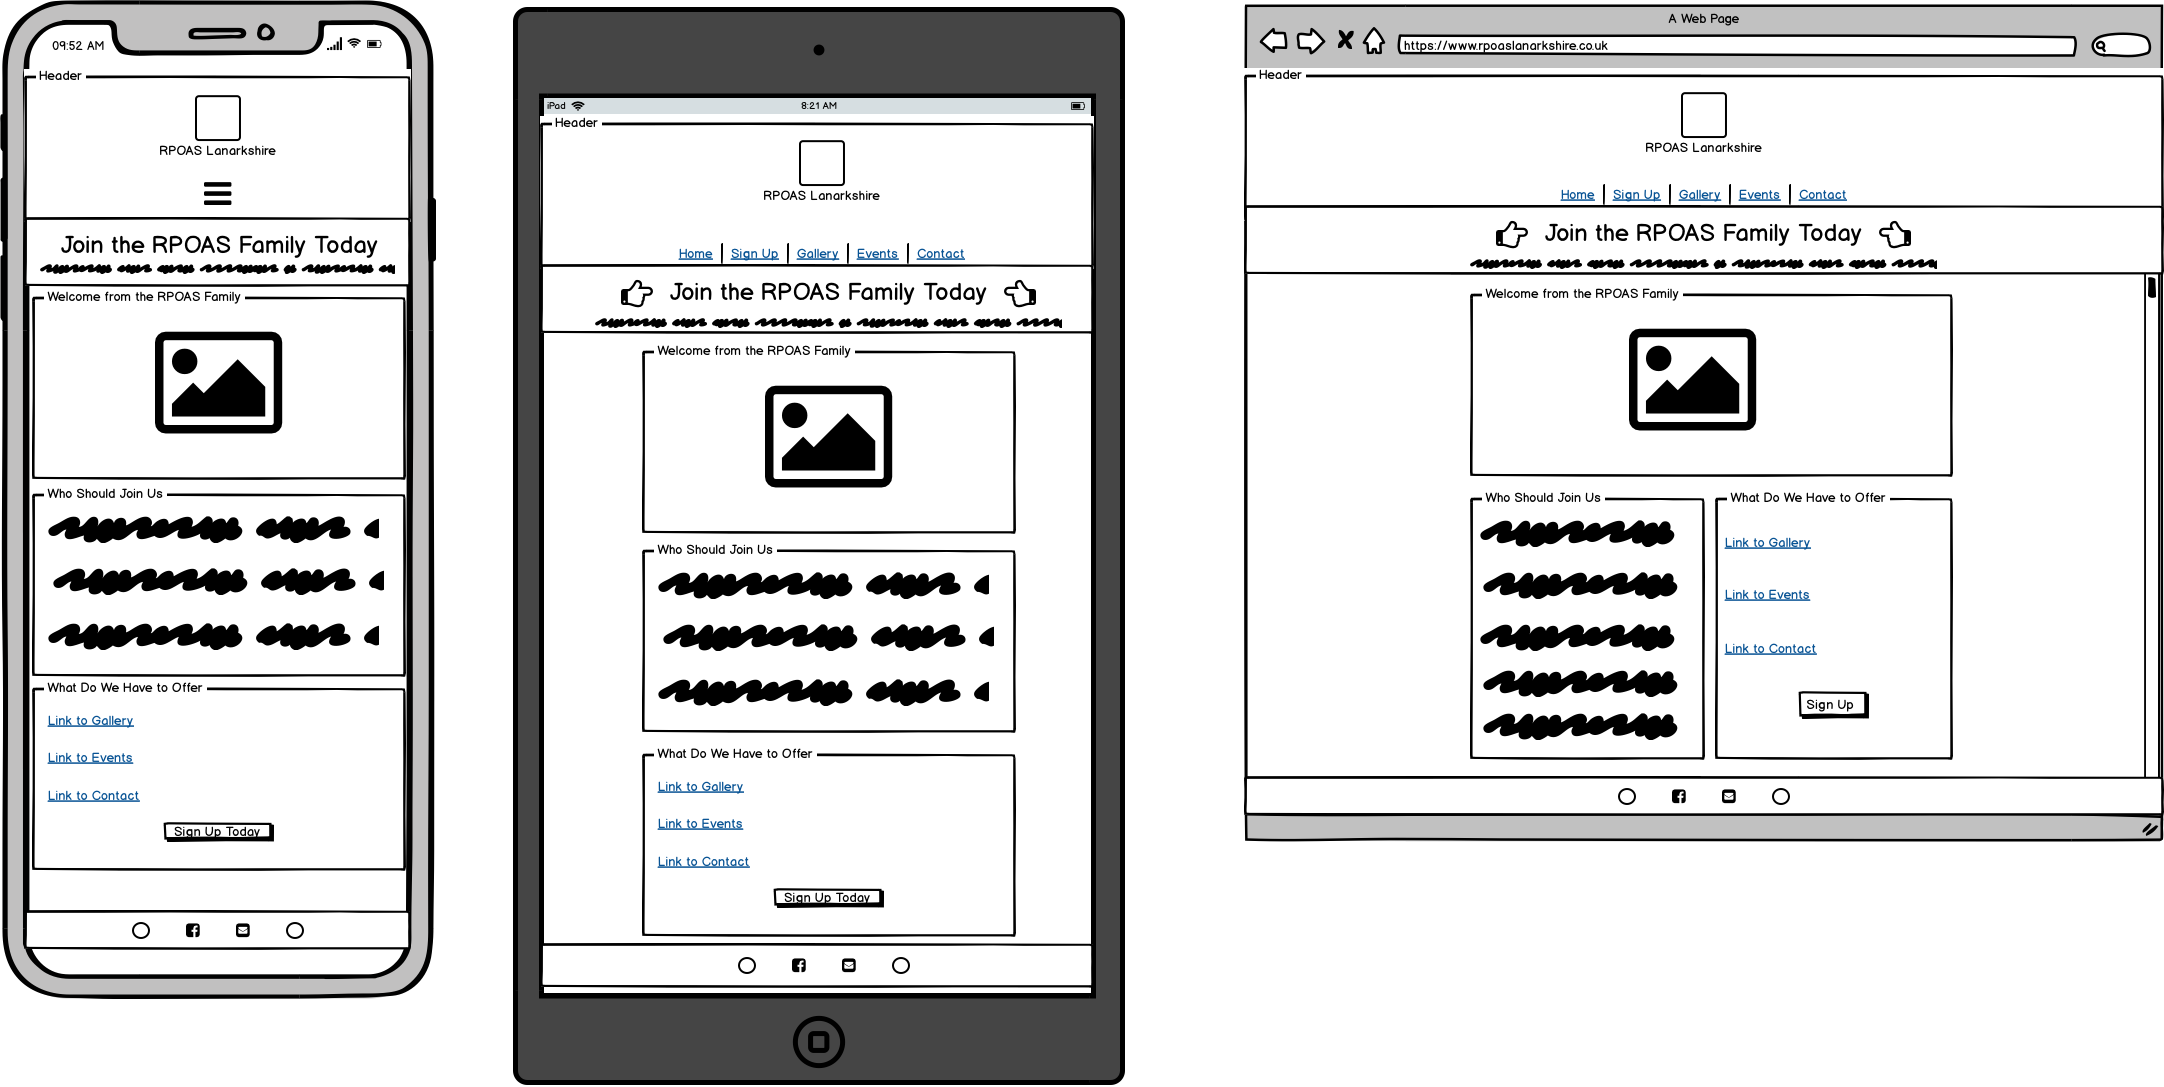 09:52 AM
Header
RPOAS Lanarkshire
Join the RPOAS Family Today
Welcome from the RPOAS Family
Who Should Join Us
What Do We Have to Offer
Link to Gallery
Link to Events
Link to Contact
Sign Up Today
iPad 8:21 AM
Header
RPOAS Lanarkshire
Home Sign Up Gallery Events Contact
Join the RPOAS Family Today
Welcome from the RPOAS Family
Who Should Join Us
What Do We Have to Offer
Link to Gallery
Link to Events
Link to Contact
Sign Up Today
A Web Page
https://www.rpoaslanarkshire.co.uk
Header
RPOAS Lanarkshire
Home Sign Up Gallery Events Contact
Join the RPOAS Family Today
Welcome from the RPOAS Family
Who Should Join Us
What Do We Have to Offer
Link to Gallery
Link to Events
Link to Contact
Sign Up